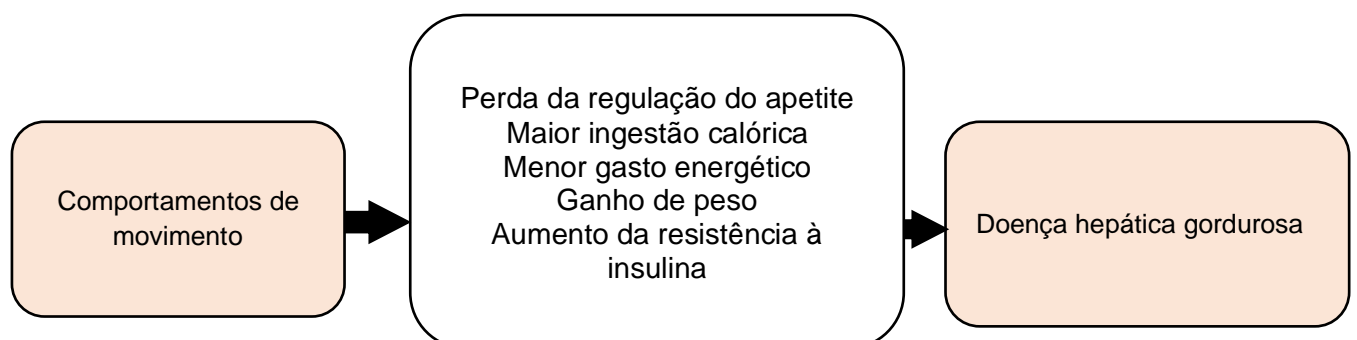 Comportamentos de
movimento
Perda da regulação do apetite
Maior ingestão calórica
Menor gasto energético
Ganho de peso
Aumento da resistência à
insulina
Doença hepática gordurosa